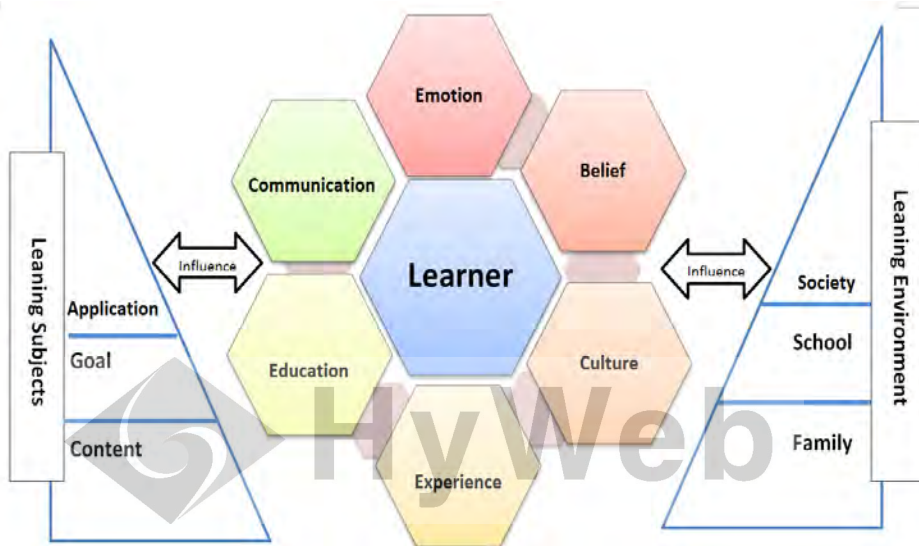 Emotion
Communication
Belief
Leaning Subjects
Influence
Learner
Influence
Leaning Environment
Application
Society
Goal
School
Education
Culture
Content
Family
Experience
HyWeb